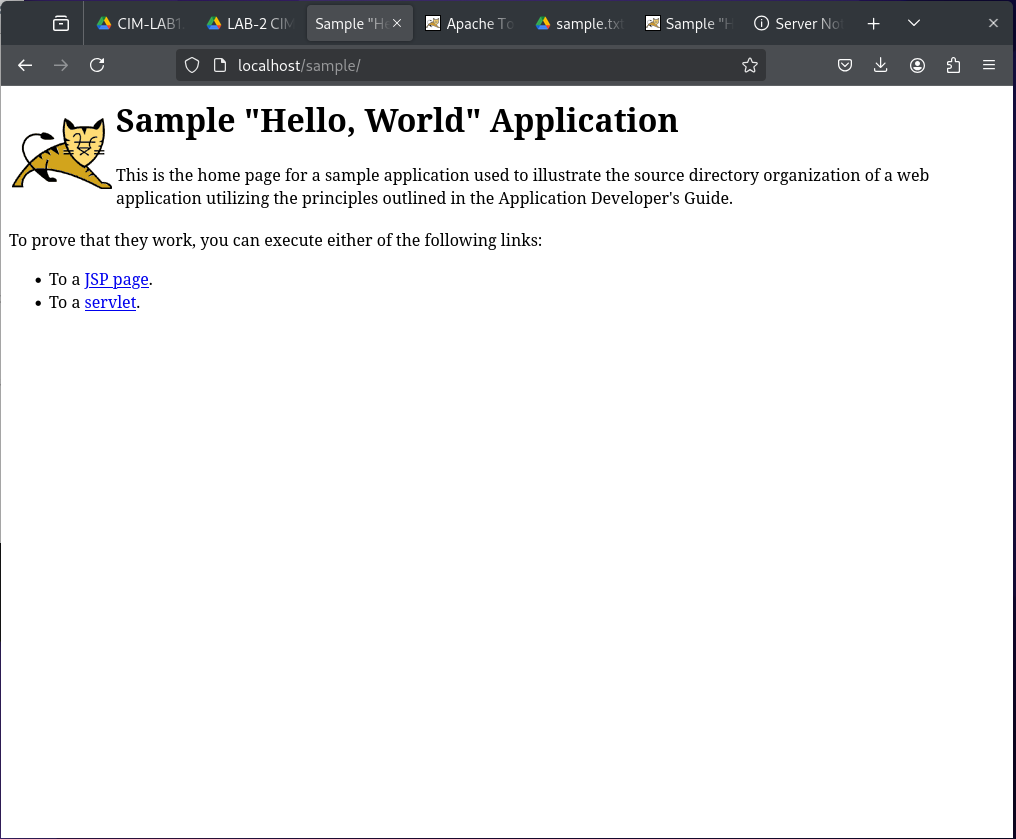 CIM-LAB1
LAB-2 CIM
Sample "He
Apache To
sample.txt
Sample "H
Server Not
localhost/sample/
Sample "Hello, World" Application
This is the home page for a sample application used to illustrate the source directory organization of a web
application utilizing the principles outlined in the Application Developer's Guide.
To prove that they work, you can execute either of the following links:
• To a JSP page.
• To a servlet.